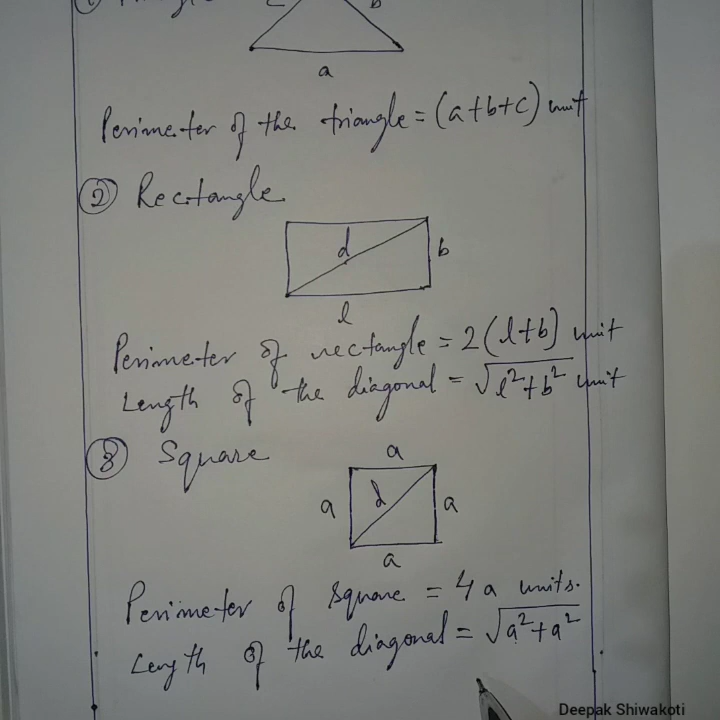 c b
a
Perimeter of the triangle = (a+b+c) unit
② Rectangle
d b
l
Perimeter of rectangle = 2(l+b) unit
Length of the diagonal = √l²+b² unit
③ Square
a
a d a
a
Perimeter of square = 4a units.
Length of the diagonal = √a²+a²
Deepak Shiwakoti